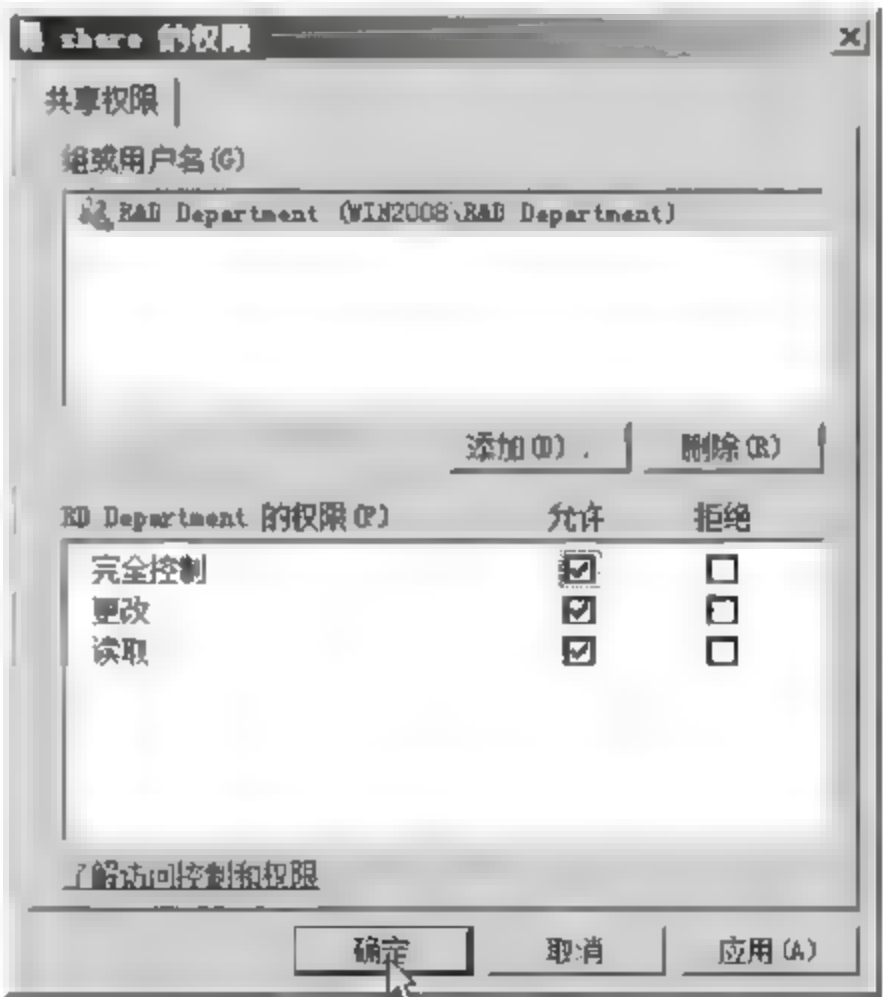 share 的权限
共享权限
组或用户名(G)
R&D Department (WIN2008\R&D Department)
添加(D)...
删除(R)
RD Department 的权限(P)
允许
拒绝
完全控制
更改
读取
了解访问控制和权限
确定
取消
应用(A)